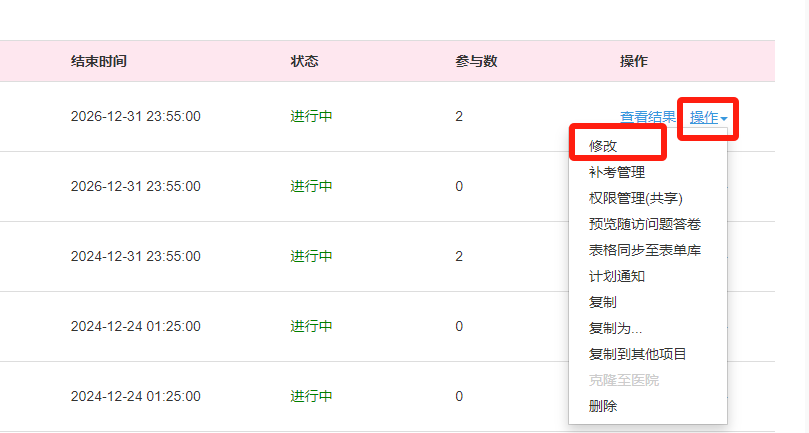 结束时间 状态 参与数 操作
2026-12-31 23:55:00 进行中 2 查看结果 操作
修改
补考管理
2026-12-31 23:55:00 进行中 0
权限管理(共享)
预览随访问题答卷
表格同步至表单库
2024-12-31 23:55:00 进行中 2
计划通知
复制
2024-12-24 01:25:00 进行中 0
复制为...
复制到其他项目
克隆至医院
2024-12-24 01:25:00 进行中 0
删除